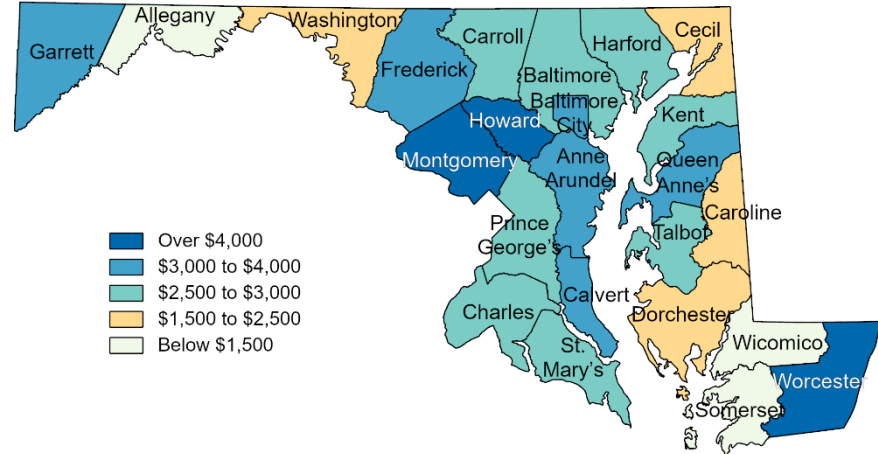 Garrett
Allegany
Washington
Frederick
Carroll
Baltimore
Harford
Cecil
Baltimore
City
Kent
Howard
Montgomery
Anne
Arundel
Queen
Anne's
Caroline
Talbot
Prince
George's
Calvert
Charles
St.
Mary's
Dorchester
Wicomico
Worcester
Somerset
Over $4,000
$3,000 to $4,000
$2,500 to $3,000
$1,500 to $2,500
Below $1,500